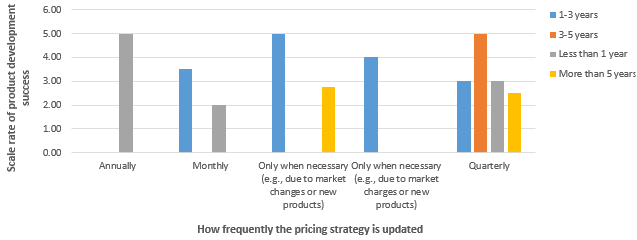 6.00
5.00
4.00
3.00
2.00
1.00
0.00
Scale rate of product development
success
Annually
Monthly
Only when necessary
(e.g., due to market
changes or new
products)
Only when necessary
(e.g., due to market
charges or new
products)
Quarterly
How frequently the pricing strategy is updated
1-3 years
3-5 years
Less than 1 year
More than 5 years